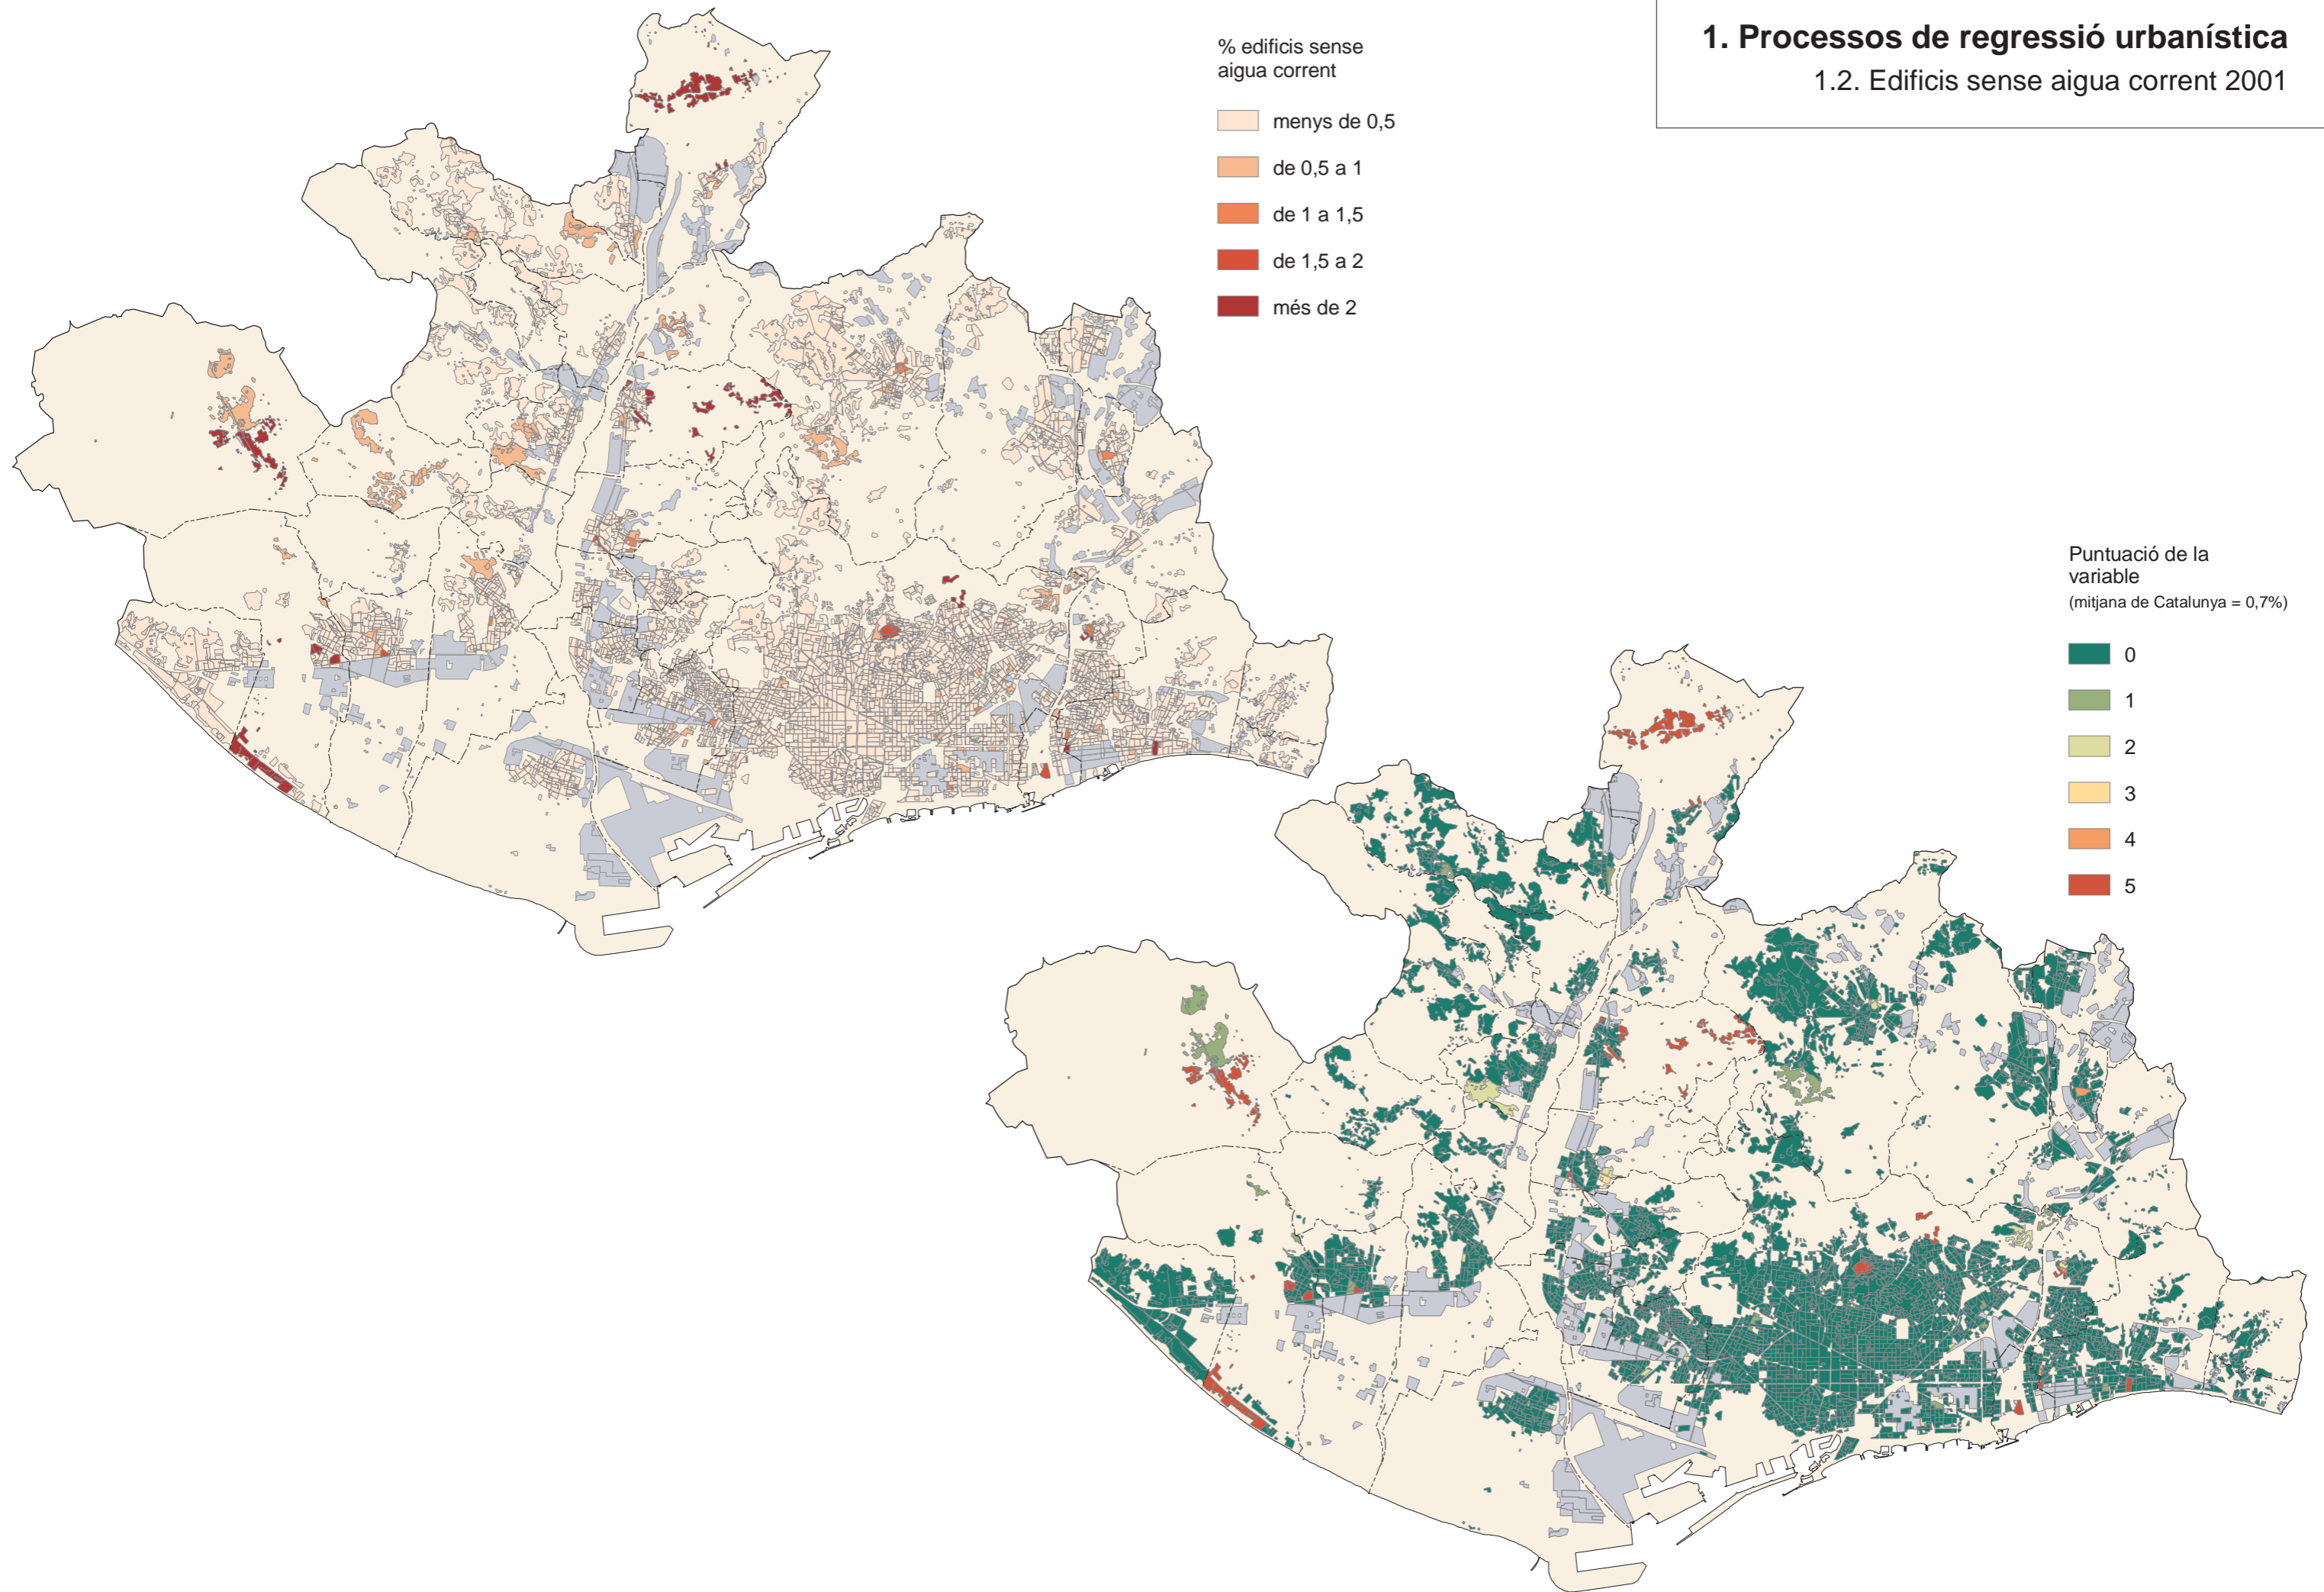 1. Processos de regressió urbanística
1.2. Edificis sense aigua corrent 2001
% edificis sense
aigua corrent
menys de 0,5
de 0,5 a 1
de 1 a 1,5
de 1,5 a 2
més de 2
Puntuació de la
variable
(mitjana de Catalunya = 0,7%)
0
1
2
3
4
5